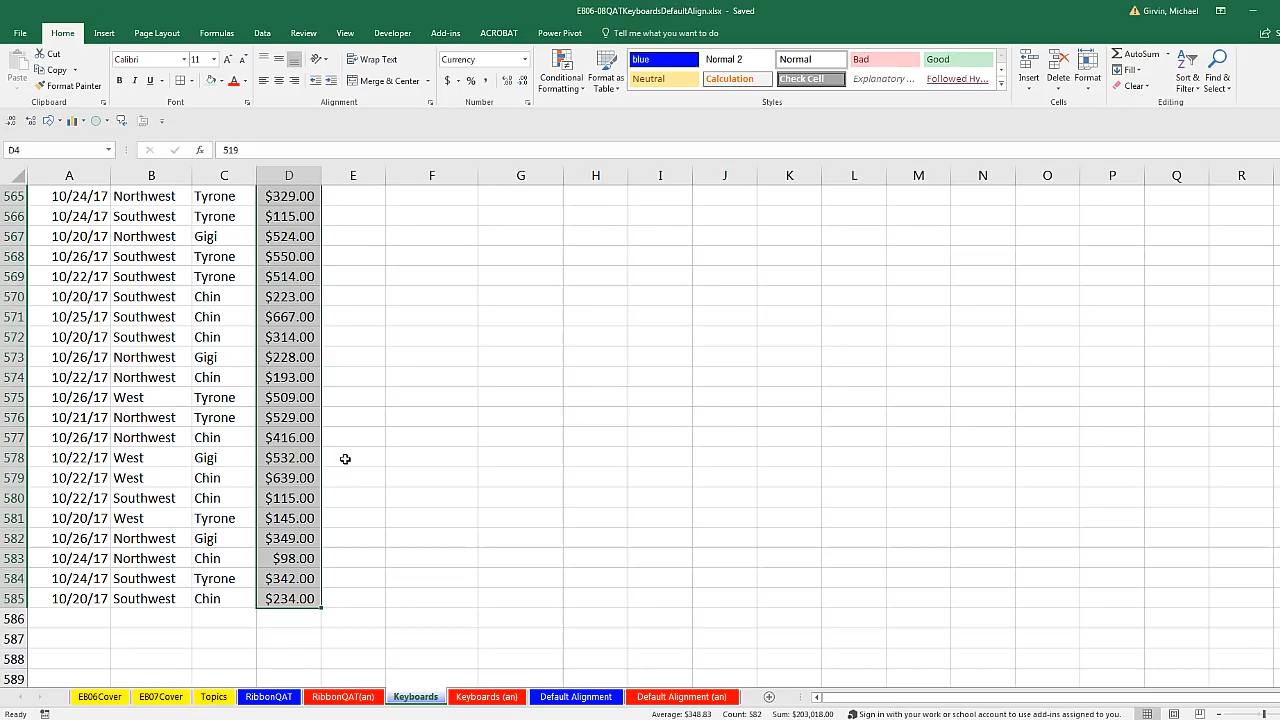 EB06-08QATKeyboardsDefaultAlign.xlsx - Saved
Girvin, Michael
File Home Insert Page Layout Formulas Data Review View Developer Add-ins ACROBAT Power Pivot Tell me what you want to do
Paste
Cut
Copy
Format Painter
Clipboard
Calibri 11
B I U
Font
Wrap Text
Merge & Center
Alignment
Currency
$ % ,
Number
Conditional Formatting
Format as Table
blue Normal 2 Normal Bad Good
Neutral Calculation Check Cell Explanatory ... Followed Hy...
Styles
Insert Delete Format
Cells
AutoSum
Fill
Clear
Sort & Filter
Find & Select
Editing
D4 fx 519
A B C D E F G H I J K L M N O P Q R
565 10/24/17 Northwest Tyrone $329.00
566 10/24/17 Southwest Tyrone $115.00
567 10/20/17 Northwest Gigi $524.00
568 10/26/17 Southwest Tyrone $550.00
569 10/22/17 Southwest Tyrone $514.00
570 10/20/17 Southwest Chin $223.00
571 10/25/17 Southwest Chin $667.00
572 10/20/17 Southwest Chin $314.00
573 10/26/17 Northwest Gigi $228.00
574 10/22/17 Northwest Chin $193.00
575 10/26/17 West Tyrone $509.00
576 10/21/17 Northwest Tyrone $529.00
577 10/26/17 Northwest Chin $416.00
578 10/22/17 West Gigi $532.00
579 10/22/17 West Chin $639.00
580 10/22/17 Southwest Chin $115.00
581 10/20/17 West Tyrone $145.00
582 10/26/17 Northwest Gigi $349.00
583 10/24/17 Northwest Chin $98.00
584 10/24/17 Southwest Tyrone $342.00
585 10/20/17 Southwest Chin $234.00
586
587
588
589
EB06Cover EB07Cover Topics RibbonQAT RibbonQAT(an) Keyboards Keyboards (an) Default Alignment Default Alignment (an)
Ready Average: $348.83 Count: 582 Sum: $203,018.00 Sign in with your work or school account to use add-ins assigned to you.